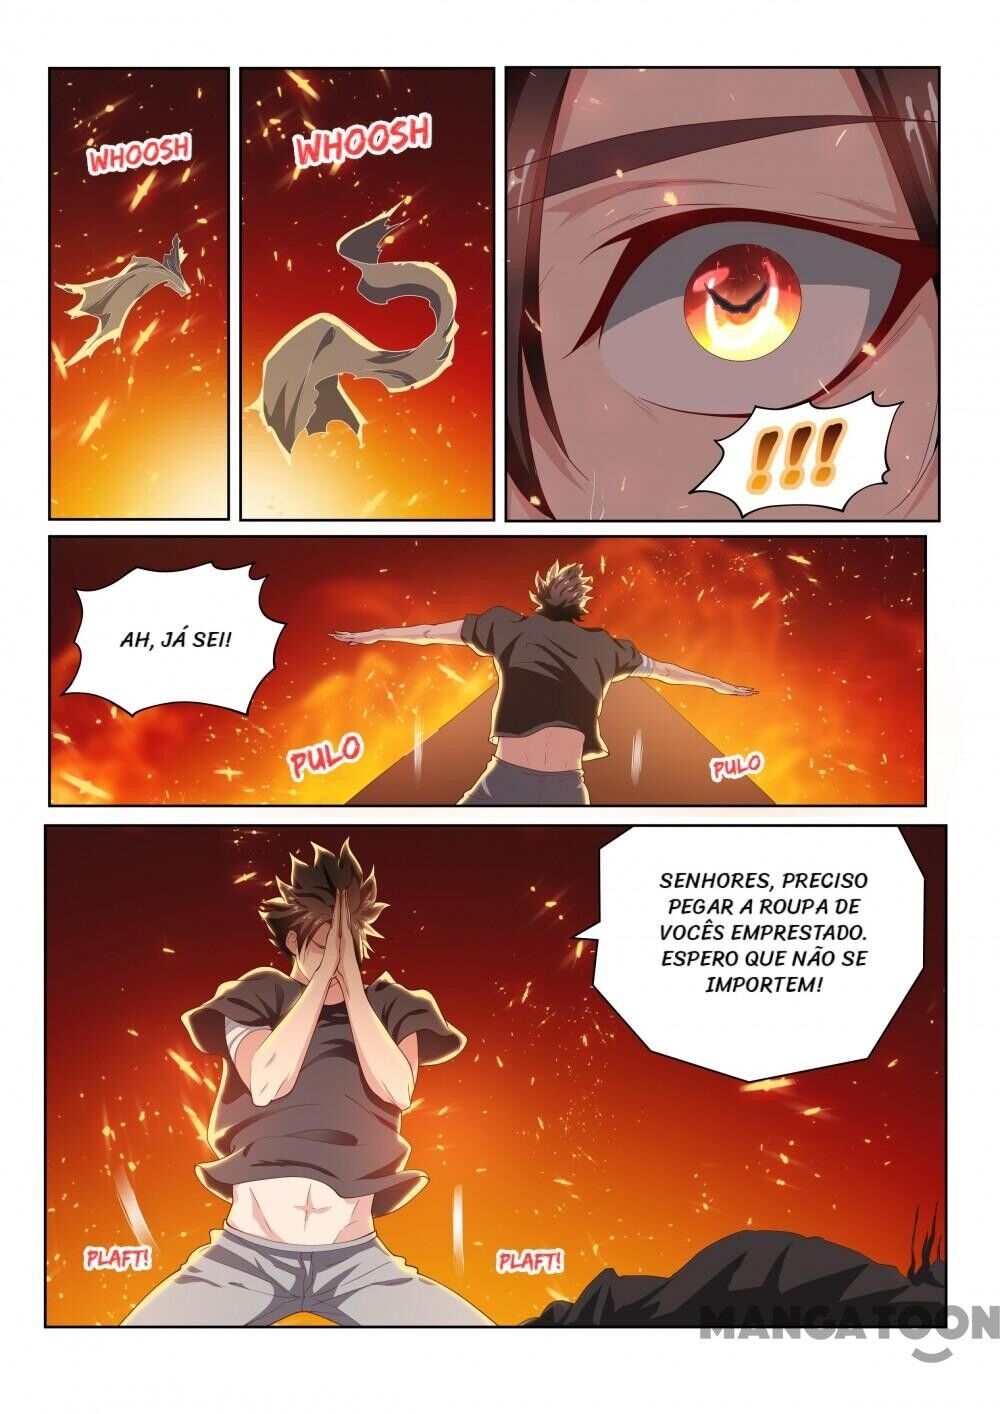 WHOOSH
WHOOSH
!!!
AH, JÁ SEI!
PULO
PULO
SENHORES, PRECISO
PEGAR A ROUPA DE
VOCÊS EMPRESTADO.
ESPERO QUE NÃO SE
IMPORTEM!
PLAFT!
PLAFT!
MANGATOON